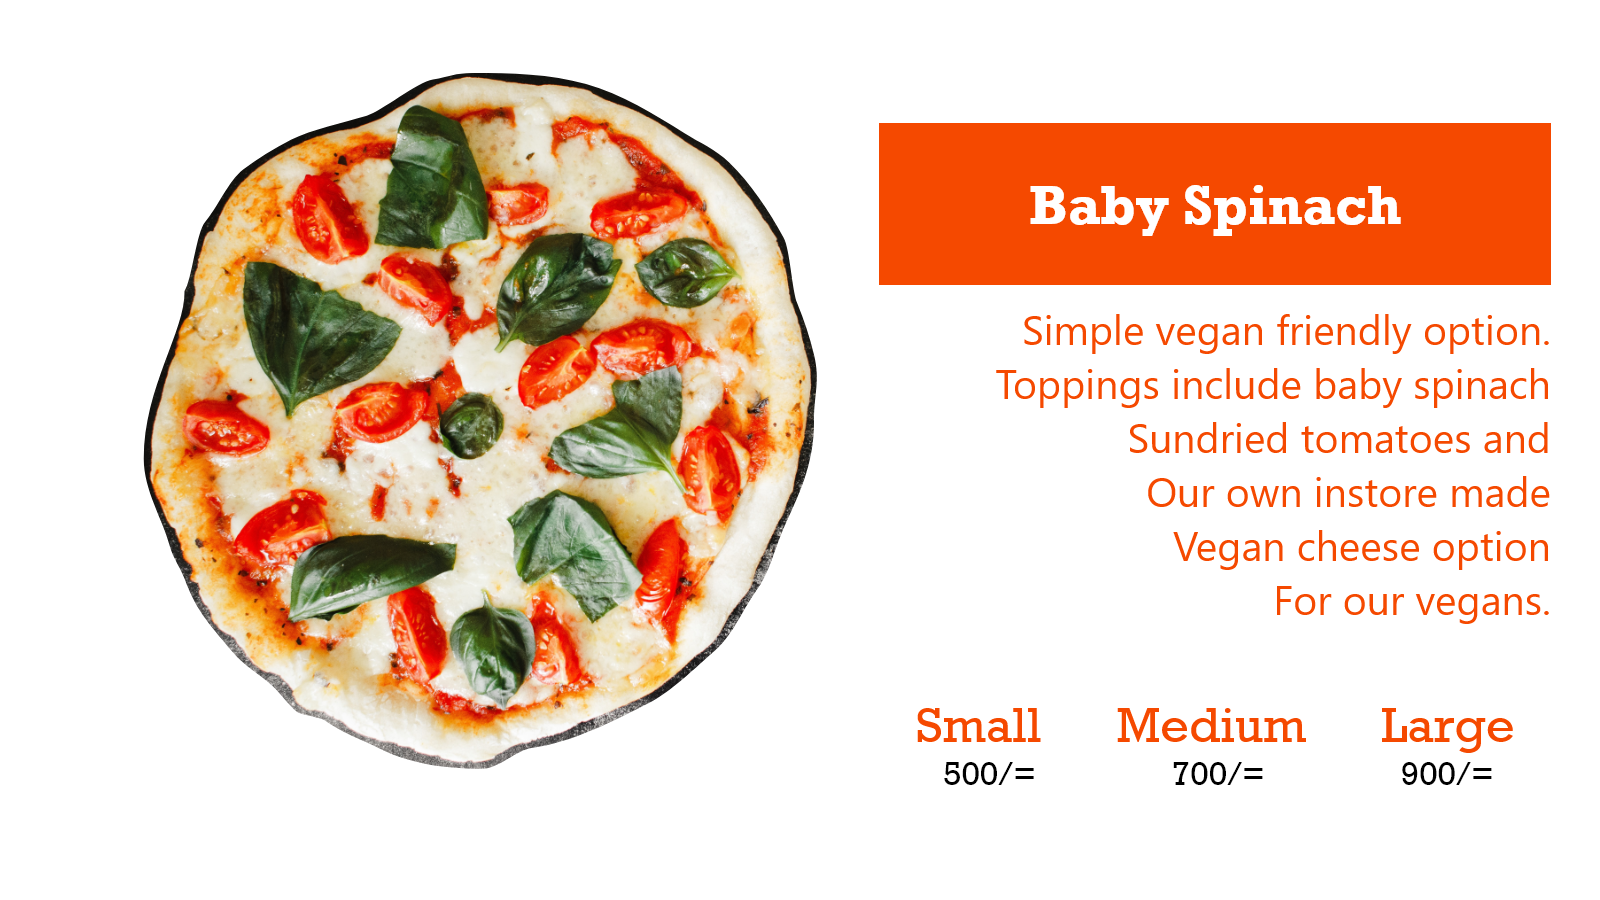 Baby Spinach
Simple vegan friendly option.
Toppings include baby spinach
Sundried tomatoes and
Our own instore made
Vegan cheese option
For our vegans.
Small Medium Large
500/= 700/= 900/=